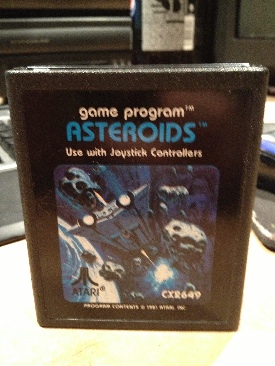 game program™
ASTEROIDS™
Use with Joystick Controllers
ATARI®
CX2649
PROGRAM CONTENTS © 1981 ATARI, INC